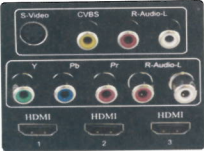 S-Video CVBS R-Audio-L
Y Pb Pr R-Audio-L
HDMI HDMI HDMI
1 2 3